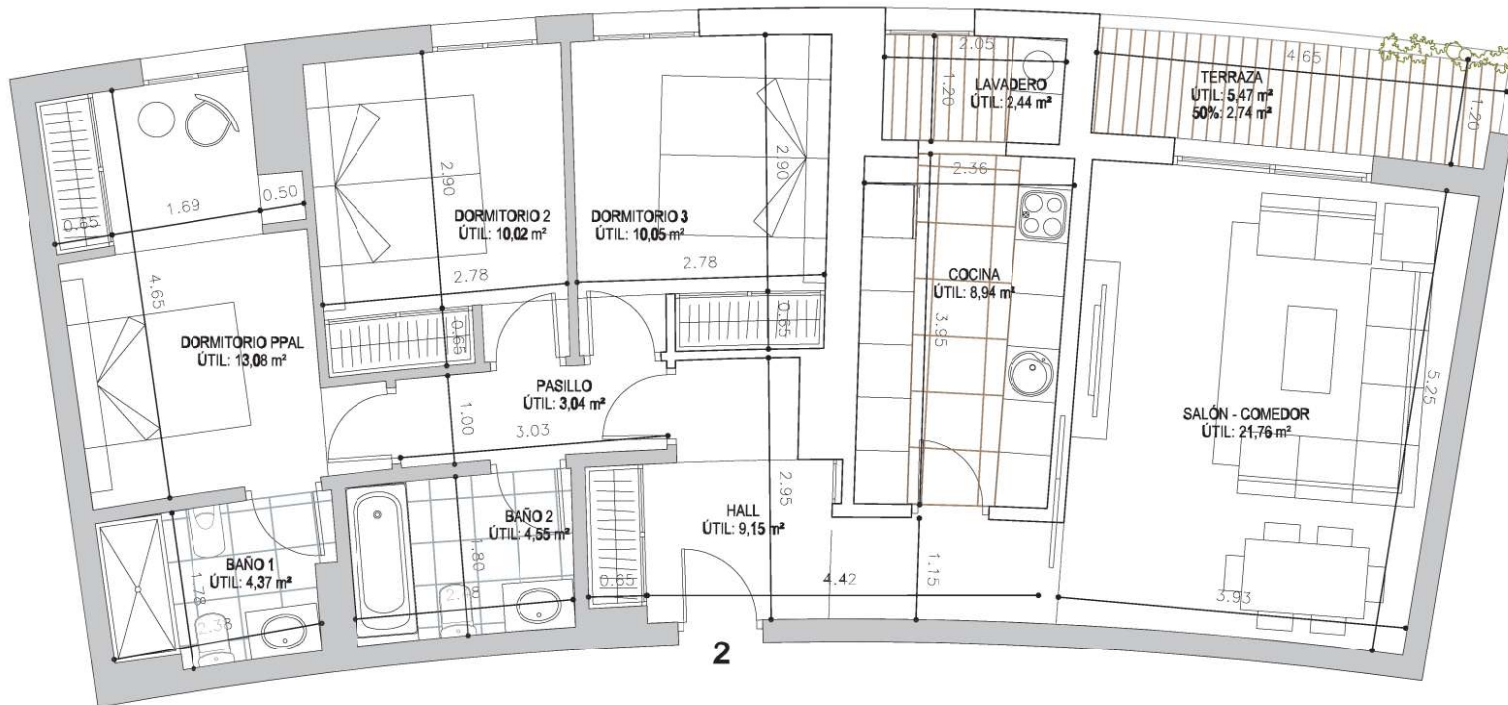 2.05
LAVADERO
ÚTIL: 2,44 m²
1.20
4.65
TERRAZA
ÚTIL: 5,47 m²
50%: 2,74 m²
1.20
0.65
1.69
0.50
4.65
DORMITORIO PPAL
ÚTIL: 13,08 m²
2.90
DORMITORIO 2
ÚTIL: 10,02 m²
2.78
0.65
2.90
DORMITORIO 3
ÚTIL: 10,05 m²
2.78
0.65
2.36
COCINA
ÚTIL: 8,94 m²
3.95
SALÓN - COMEDOR
ÚTIL: 21,76 m²
5.25
3.93
PASILLO
ÚTIL: 3,04 m²
1.00
3.03
HALL
ÚTIL: 9,15 m²
2.95
0.65
4.42
1.15
BAÑO 2
ÚTIL: 4,55 m²
1.80
BAÑO 1
ÚTIL: 4,37 m²
1.78
2.38
2